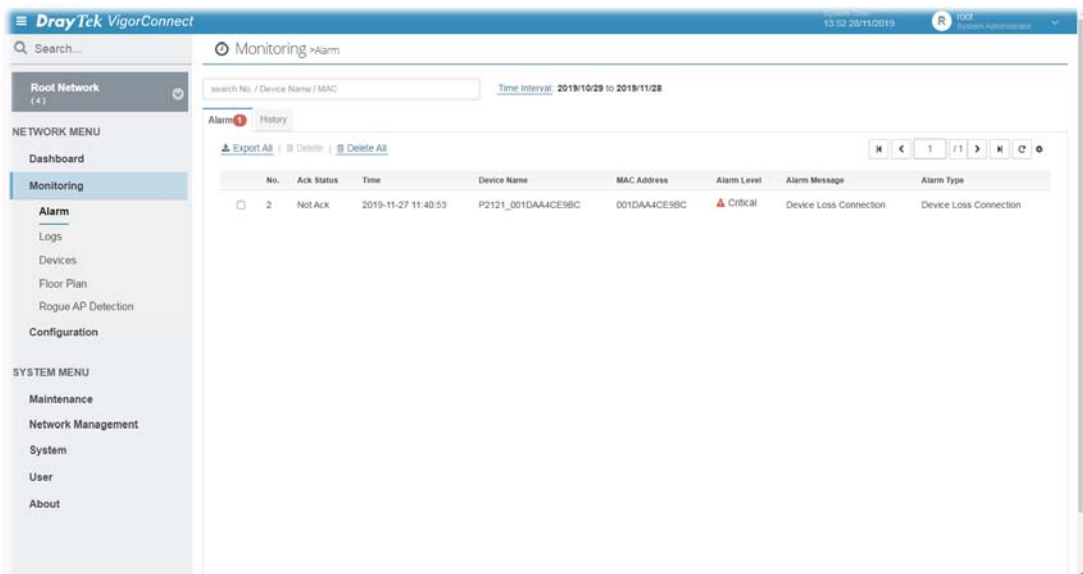 DrayTek VigorConnect
System Time
13:52 28/11/2019
R
root
System Administrator
Search...
Monitoring >Alarm
Root Network
(4)
search No. / Device Name / MAC
Time Interval: 2019/10/29 to 2019/11/28
Alarm 1
History
NETWORK MENU
Dashboard
Monitoring
Alarm
Logs
Devices
Floor Plan
Rogue AP Detection
Configuration
SYSTEM MENU
Maintenance
Network Management
System
User
About
Export All | Delete | Delete All
1 / 1
No. Ack Status Time Device Name MAC Address Alarm Level Alarm Message Alarm Type
2 Not Ack 2019-11-27 11:40:53 P2121_001DAA4CE9BC 001DAA4CE9BC Critical Device Loss Connection Device Loss Connection